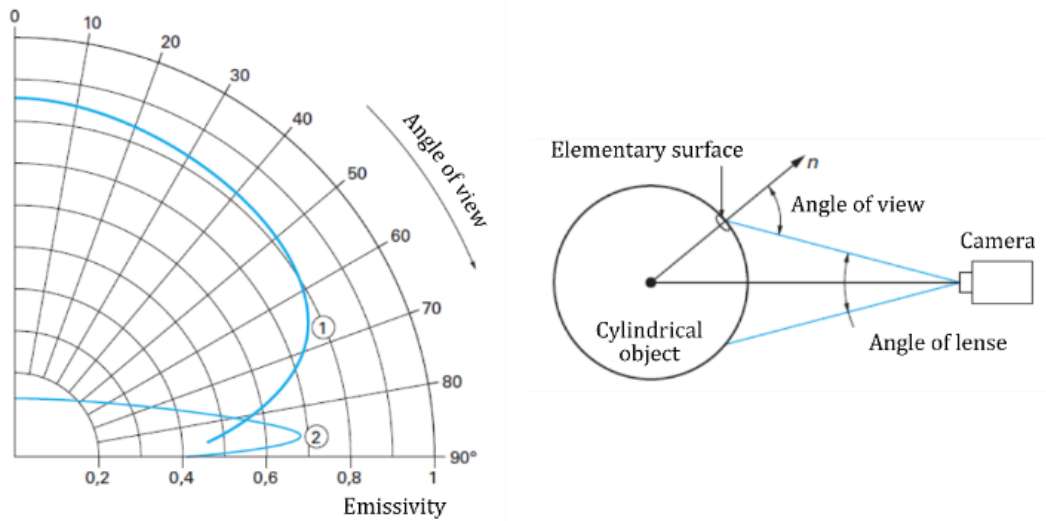 0
10
20
30
40
50
60
70
80
90°
Angle of view
1
2
0,2
0,4
0,6
0,8
1
Emissivity
Elementary surface
n
Angle of view
Camera
Cylindrical
object
Angle of lense